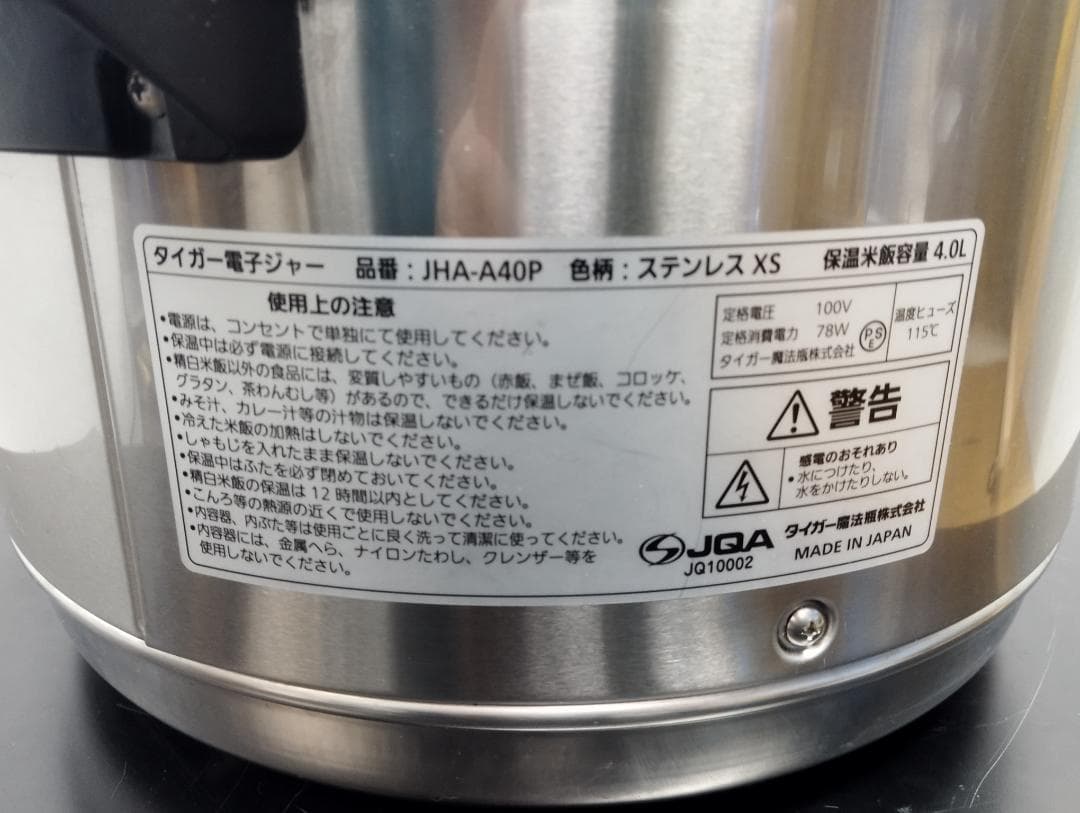 タイガー電子ジャー 品番：JHA-A40P 色柄：ステンレス XS 保温米飯容量 4.0L
使用上の注意
•電源は、コンセントで単独にて使用してください。
•保温中は必ず電源に接続してください。
•精白米飯以外の食品には、変質しやすいもの（赤飯、まぜ飯、コロッケ、
グラタン、茶わんむし等）があるので、できるだけ保温しないでください。
•みそ汁、カレー汁等の汁物は保温しないでください。
•冷えた米飯の加熱はしないでください。
•しゃもじを入れたまま保温しないでください。
•保温中はふたを必ず閉めておいてください。
•精白米飯の保温は12時間以内としてください。
•こんろ等の熱源の近くで使用しないでください。
•内容器、内ぶた等は使用ごとに良く洗って清潔に使ってください。
•内容器には、金属へら、ナイロンたわし、クレンザー等を
使用しないでください。
定格電圧 100V
定格消費電力 78W
タイガー魔法瓶株式会社
PSE
温度ヒューズ
115℃
警告
感電のおそれあり
•水につけたり、
水をかけたりしない。
JQA
JQ10002
タイガー魔法瓶株式会社
MADE IN JAPAN